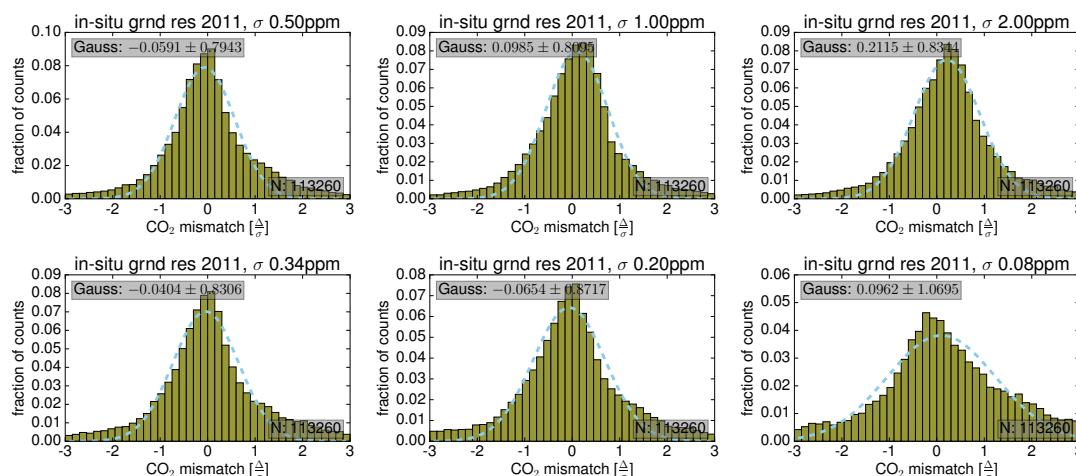 in-situ grnd res 2011, σ 0.50ppm
Gauss: −0.0591 ± 0.7943
N: 113260
fraction of counts
0.10
0.08
0.06
0.04
0.02
0.00
-3 -2 -1 0 1 2 3
CO₂ mismatch [Δ/σ]
in-situ grnd res 2011, σ 1.00ppm
Gauss: 0.0985 ± 0.8095
N: 113260
fraction of counts
0.09
0.08
0.07
0.06
0.05
0.04
0.03
0.02
0.01
0.00
-3 -2 -1 0 1 2 3
CO₂ mismatch [Δ/σ]
in-situ grnd res 2011, σ 2.00ppm
Gauss: 0.2115 ± 0.8344
N: 113260
fraction of counts
0.09
0.08
0.07
0.06
0.05
0.04
0.03
0.02
0.01
0.00
-3 -2 -1 0 1 2 3
CO₂ mismatch [Δ/σ]
in-situ grnd res 2011, σ 0.34ppm
Gauss: −0.0404 ± 0.8306
N: 113260
fraction of counts
0.09
0.08
0.07
0.06
0.05
0.04
0.03
0.02
0.01
0.00
-3 -2 -1 0 1 2 3
CO₂ mismatch [Δ/σ]
in-situ grnd res 2011, σ 0.20ppm
Gauss: −0.0654 ± 0.8717
N: 113260
fraction of counts
0.08
0.07
0.06
0.05
0.04
0.03
0.02
0.01
0.00
-3 -2 -1 0 1 2 3
CO₂ mismatch [Δ/σ]
in-situ grnd res 2011, σ 0.08ppm
Gauss: 0.0962 ± 1.0695
N: 113260
fraction of counts
0.06
0.05
0.04
0.03
0.02
0.01
0.00
-3 -2 -1 0 1 2 3
CO₂ mismatch [Δ/σ]